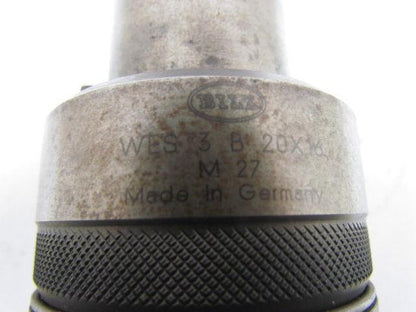 BILZ
WES 3 B 20X16
M 27
Made In Germany